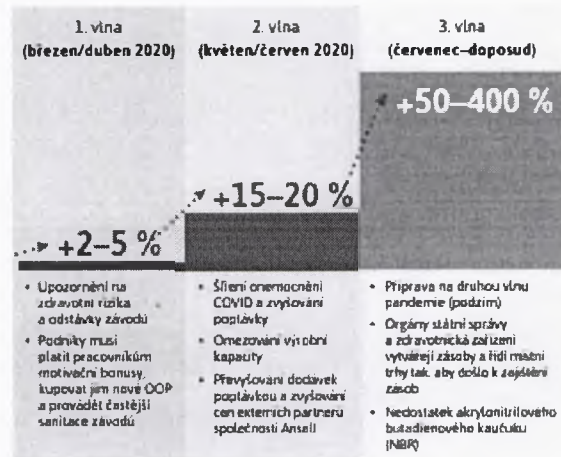 1. vlna
(březen/duben 2020)
2. vlna
(květen/červen 2020)
3. vlna
(červenec–doposud)
+2–5 %
+15–20 %
+50–400 %
• Upozornění na
zdravotní rizika
a odstávky závodů
• Podniky musí
platit pracovníkům
motivační bonusy,
kupovat jim nové OOP
a provádět častější
sanitace závodů
• Šíření onemocnění
COVID a zvyšování
poptávky
• Omezování výrobní
kapacity
• Převyšování dodávek
poptávkou a zvyšování
cen externích partnerů
společnosti Ansell
• Příprava na druhou vlnu
pandemie (podzim)
• Orgány státní správy
a zdravotnická zařízení
vytvářejí zásoby a řídí místní
trhy tak, aby došlo k zajištění
zásob
• Nedostatek akrylonitrilového
butadienového kaučuku
(NBR)